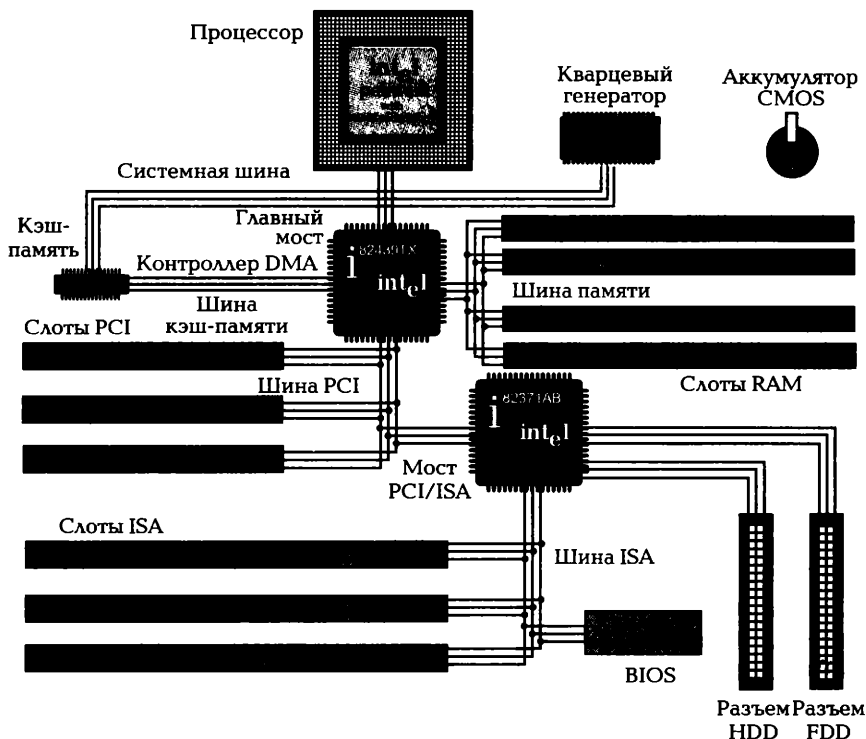 Процессор
intel
Кварцевый
генератор
Аккумулятор
CMOS
Системная шина
Кэш-
память
Главный
мост
i 82439TX
intel
Контроллер DMA
Шина памяти
Шина
кэш-памяти
Слоты PCI
Слоты RAM
Шина PCI
i 82371AB
intel
Мост
PCI/ISA
Слоты ISA
Шина ISA
BIOS
Разъем
HDD
Разъем
FDD